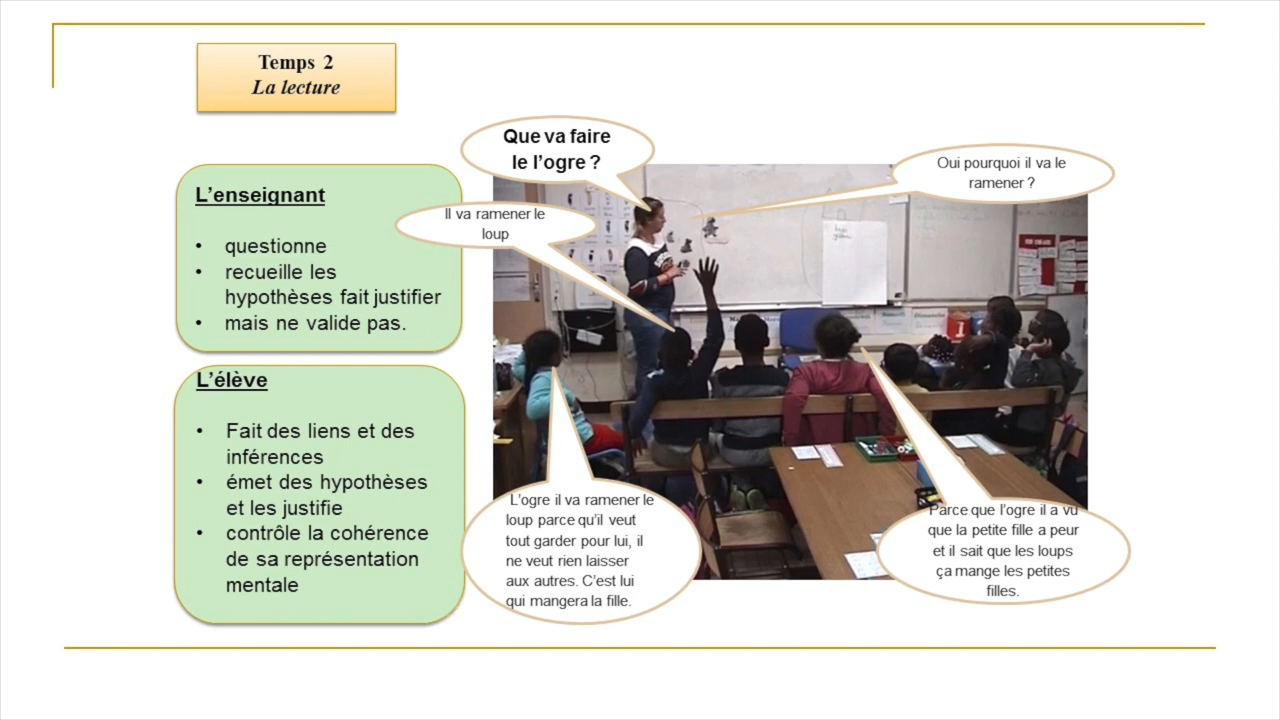 Temps 2
La lecture
Que va faire
le l’ogre ?
Oui pourquoi il va le
ramener ?
Il va ramener le
loup
L’enseignant
• questionne
• recueille les
hypothèses fait justifier
• mais ne valide pas.
L’élève
• Fait des liens et des
inférences
• émet des hypothèses
et les justifie
• contrôle la cohérence
de sa représentation
mentale
L’ogre il va ramener le
loup parce qu’il veut
tout garder pour lui, il
ne veut rien laisser
aux autres. C’est lui
qui mangera la fille.
Parce que l’ogre il a vu
que la petite fille a peur
et il sait que les loups
ça mange les petites
filles.